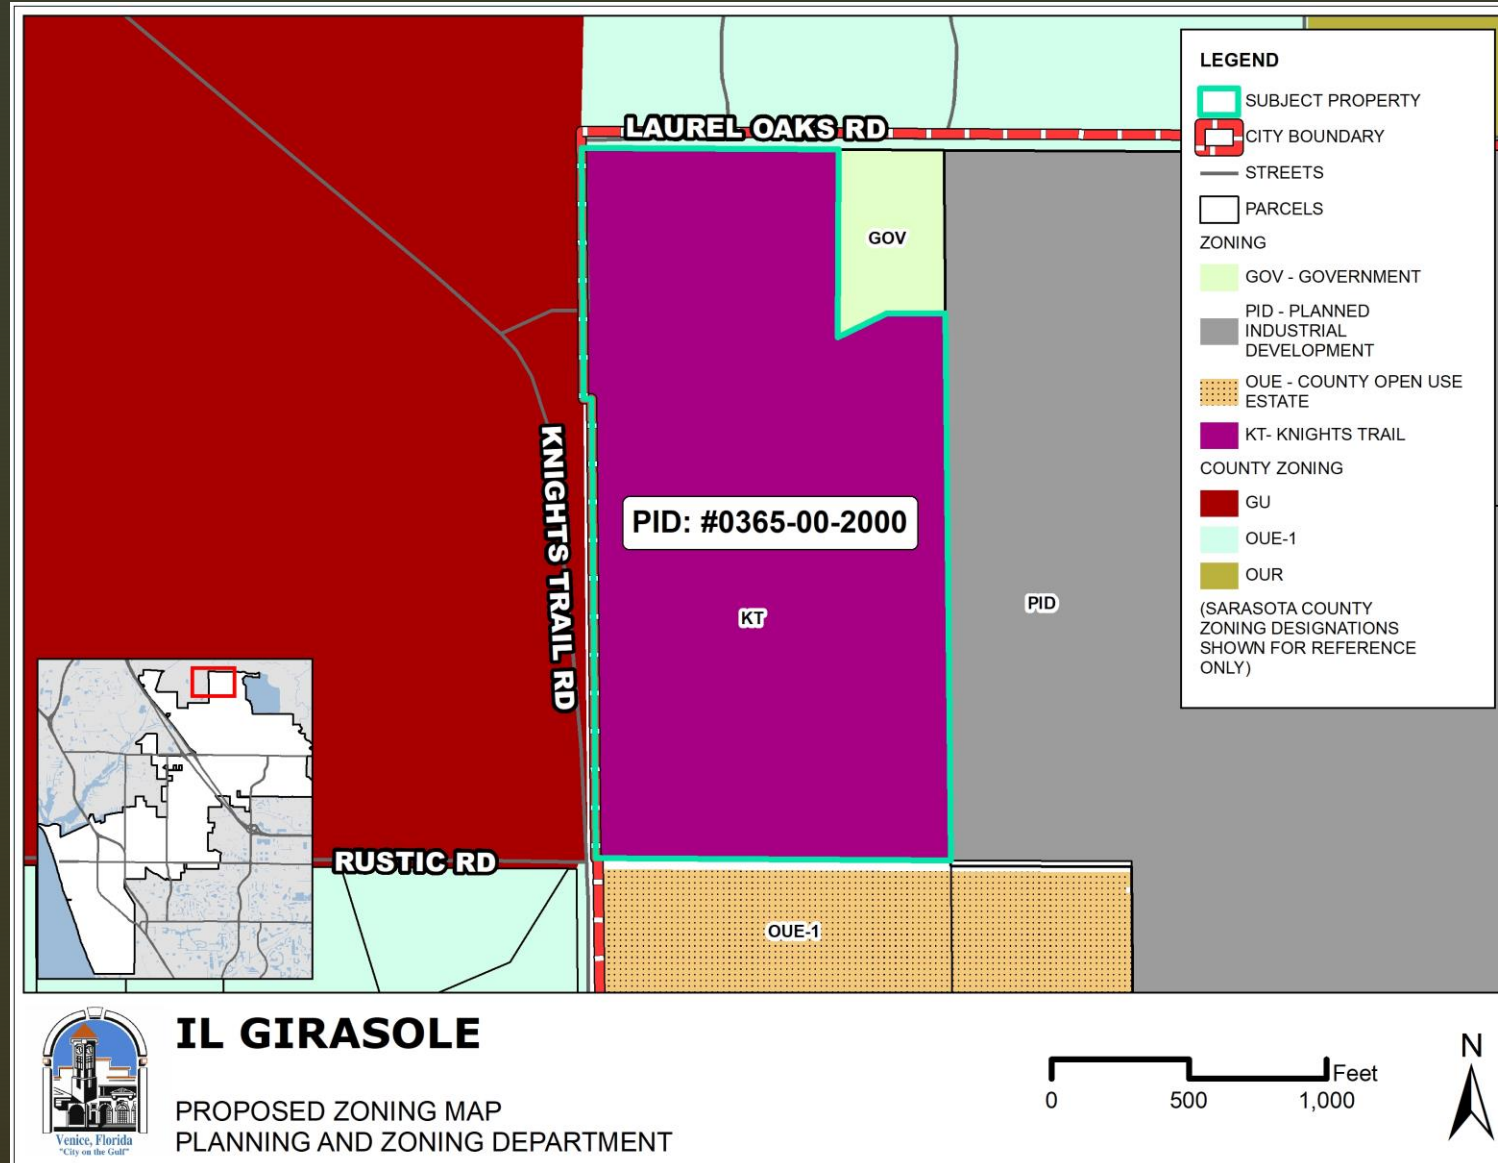 LAUREL OAKS RD
GOV
KNIGHTS TRAIL RD
PID: #0365-00-2000
KT
PID
RUSTIC RD
OUE-1
LEGEND
SUBJECT PROPERTY
CITY BOUNDARY
STREETS
PARCELS
ZONING
GOV - GOVERNMENT
PID - PLANNED
INDUSTRIAL
DEVELOPMENT
OUE - COUNTY OPEN USE
ESTATE
KT- KNIGHTS TRAIL
COUNTY ZONING
GU
OUE-1
OUR
(SARASOTA COUNTY
ZONING DESIGNATIONS
SHOWN FOR REFERENCE
ONLY)
Venice, Florida
"City on the Gulf"
IL GIRASOLE
PROPOSED ZONING MAP
PLANNING AND ZONING DEPARTMENT
Feet
0 500 1,000
N